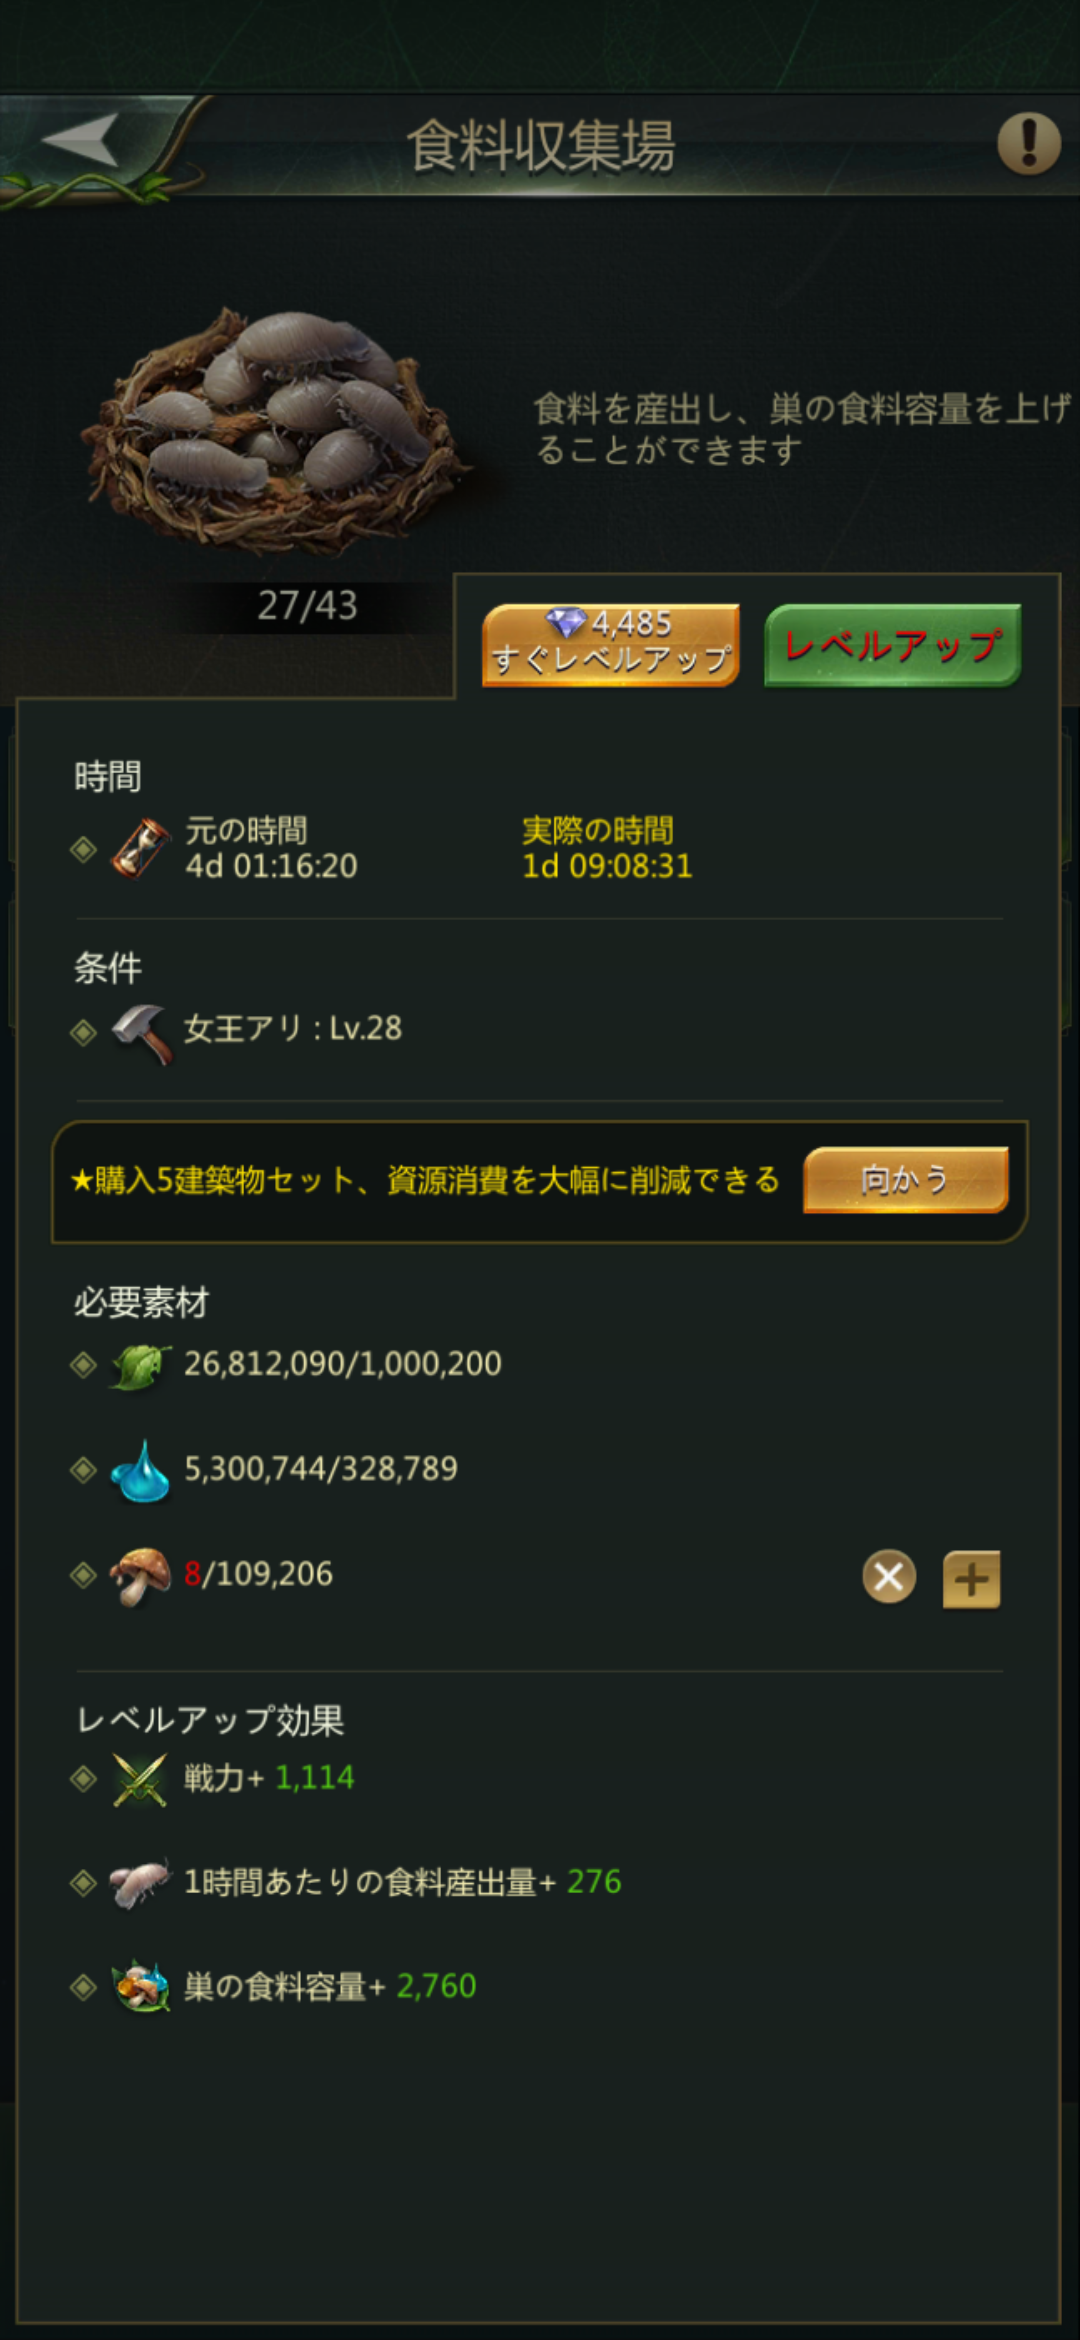 食料収集場
食料を産出し、巣の食料容量を上げ
ることができます
27/43
4,485
すぐレベルアップ
レベルアップ
時間
元の時間
4d 01:16:20
実際の時間
1d 09:08:31
条件
女王アリ : Lv.28
★購入5建築物セット、資源消費を大幅に削減できる
向かう
必要素材
26,812,090/1,000,200
5,300,744/328,789
8/109,206
レベルアップ効果
戦力+ 1,114
1時間あたりの食料産出量+ 276
巣の食料容量+ 2,760